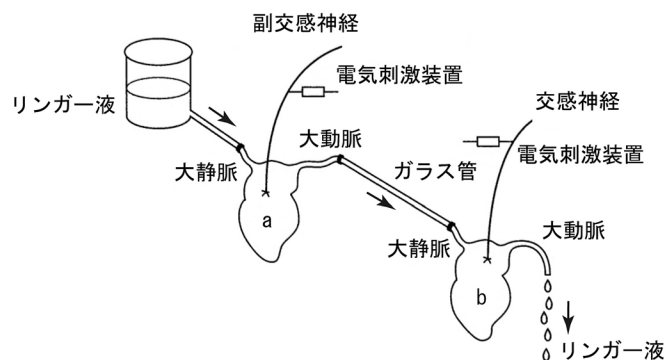 副交感神経
電気刺激装置
リンガー液
大動脈
大静脈
a
ガラス管
交感神経
電気刺激装置
大静脈
大動脈
b
リンガー液